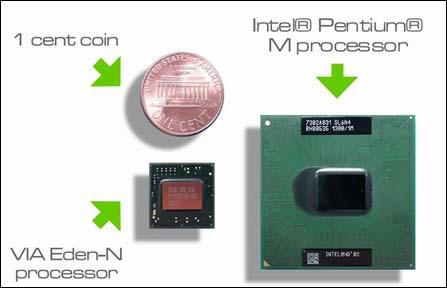 1 cent coin
Intel® Pentium®
M processor
UNITED STATES OF AMERICA
ONE CENT
7302A031 SL6N4
RH80535 1300/1M
INTEL®©'02
VIA Eden-N
processor